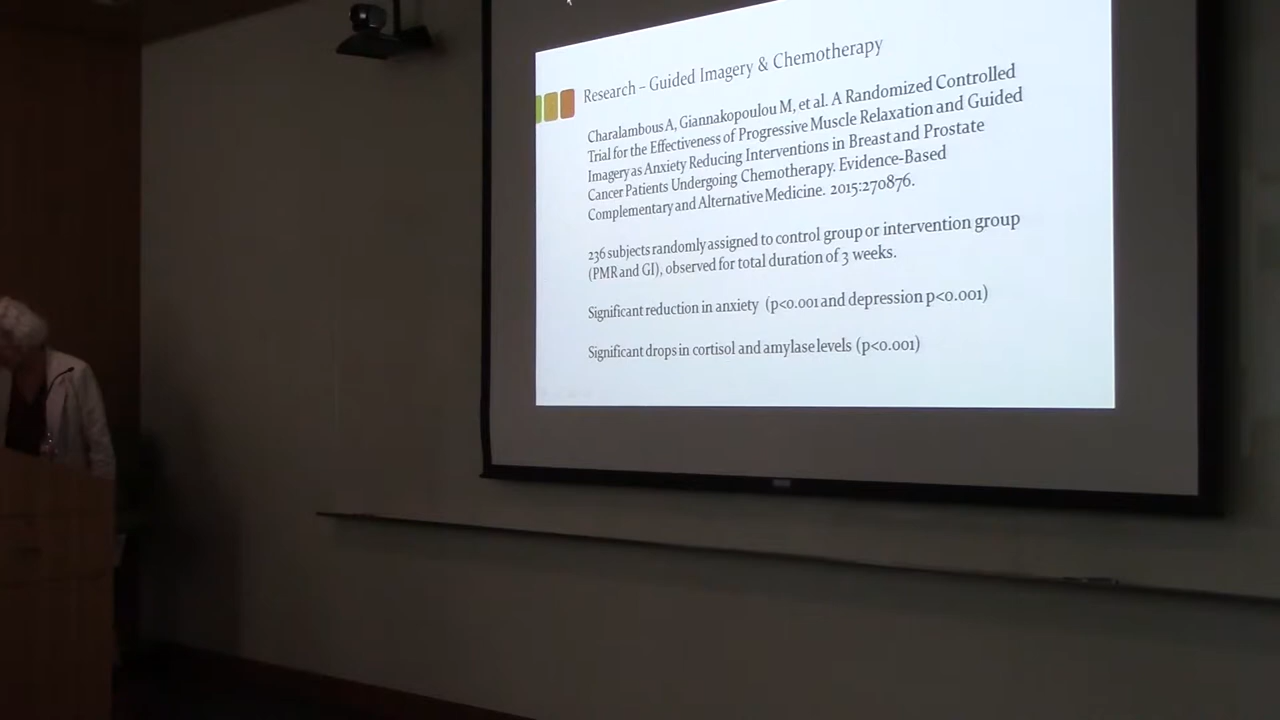 Research – Guided Imagery & Chemotherapy
Charalambous A, Giannakopoulou M, et al. A Randomized Controlled
Trial for the Effectiveness of Progressive Muscle Relaxation and Guided
Imagery as Anxiety Reducing Interventions in Breast and Prostate
Cancer Patients Undergoing Chemotherapy. Evidence-Based
Complementary and Alternative Medicine. 2015:270876.
236 subjects randomly assigned to control group or intervention group
(PMR and GI), observed for total duration of 3 weeks.
Significant reduction in anxiety (p<0.001 and depression p<0.001)
Significant drops in cortisol and amylase levels (p<0.001)